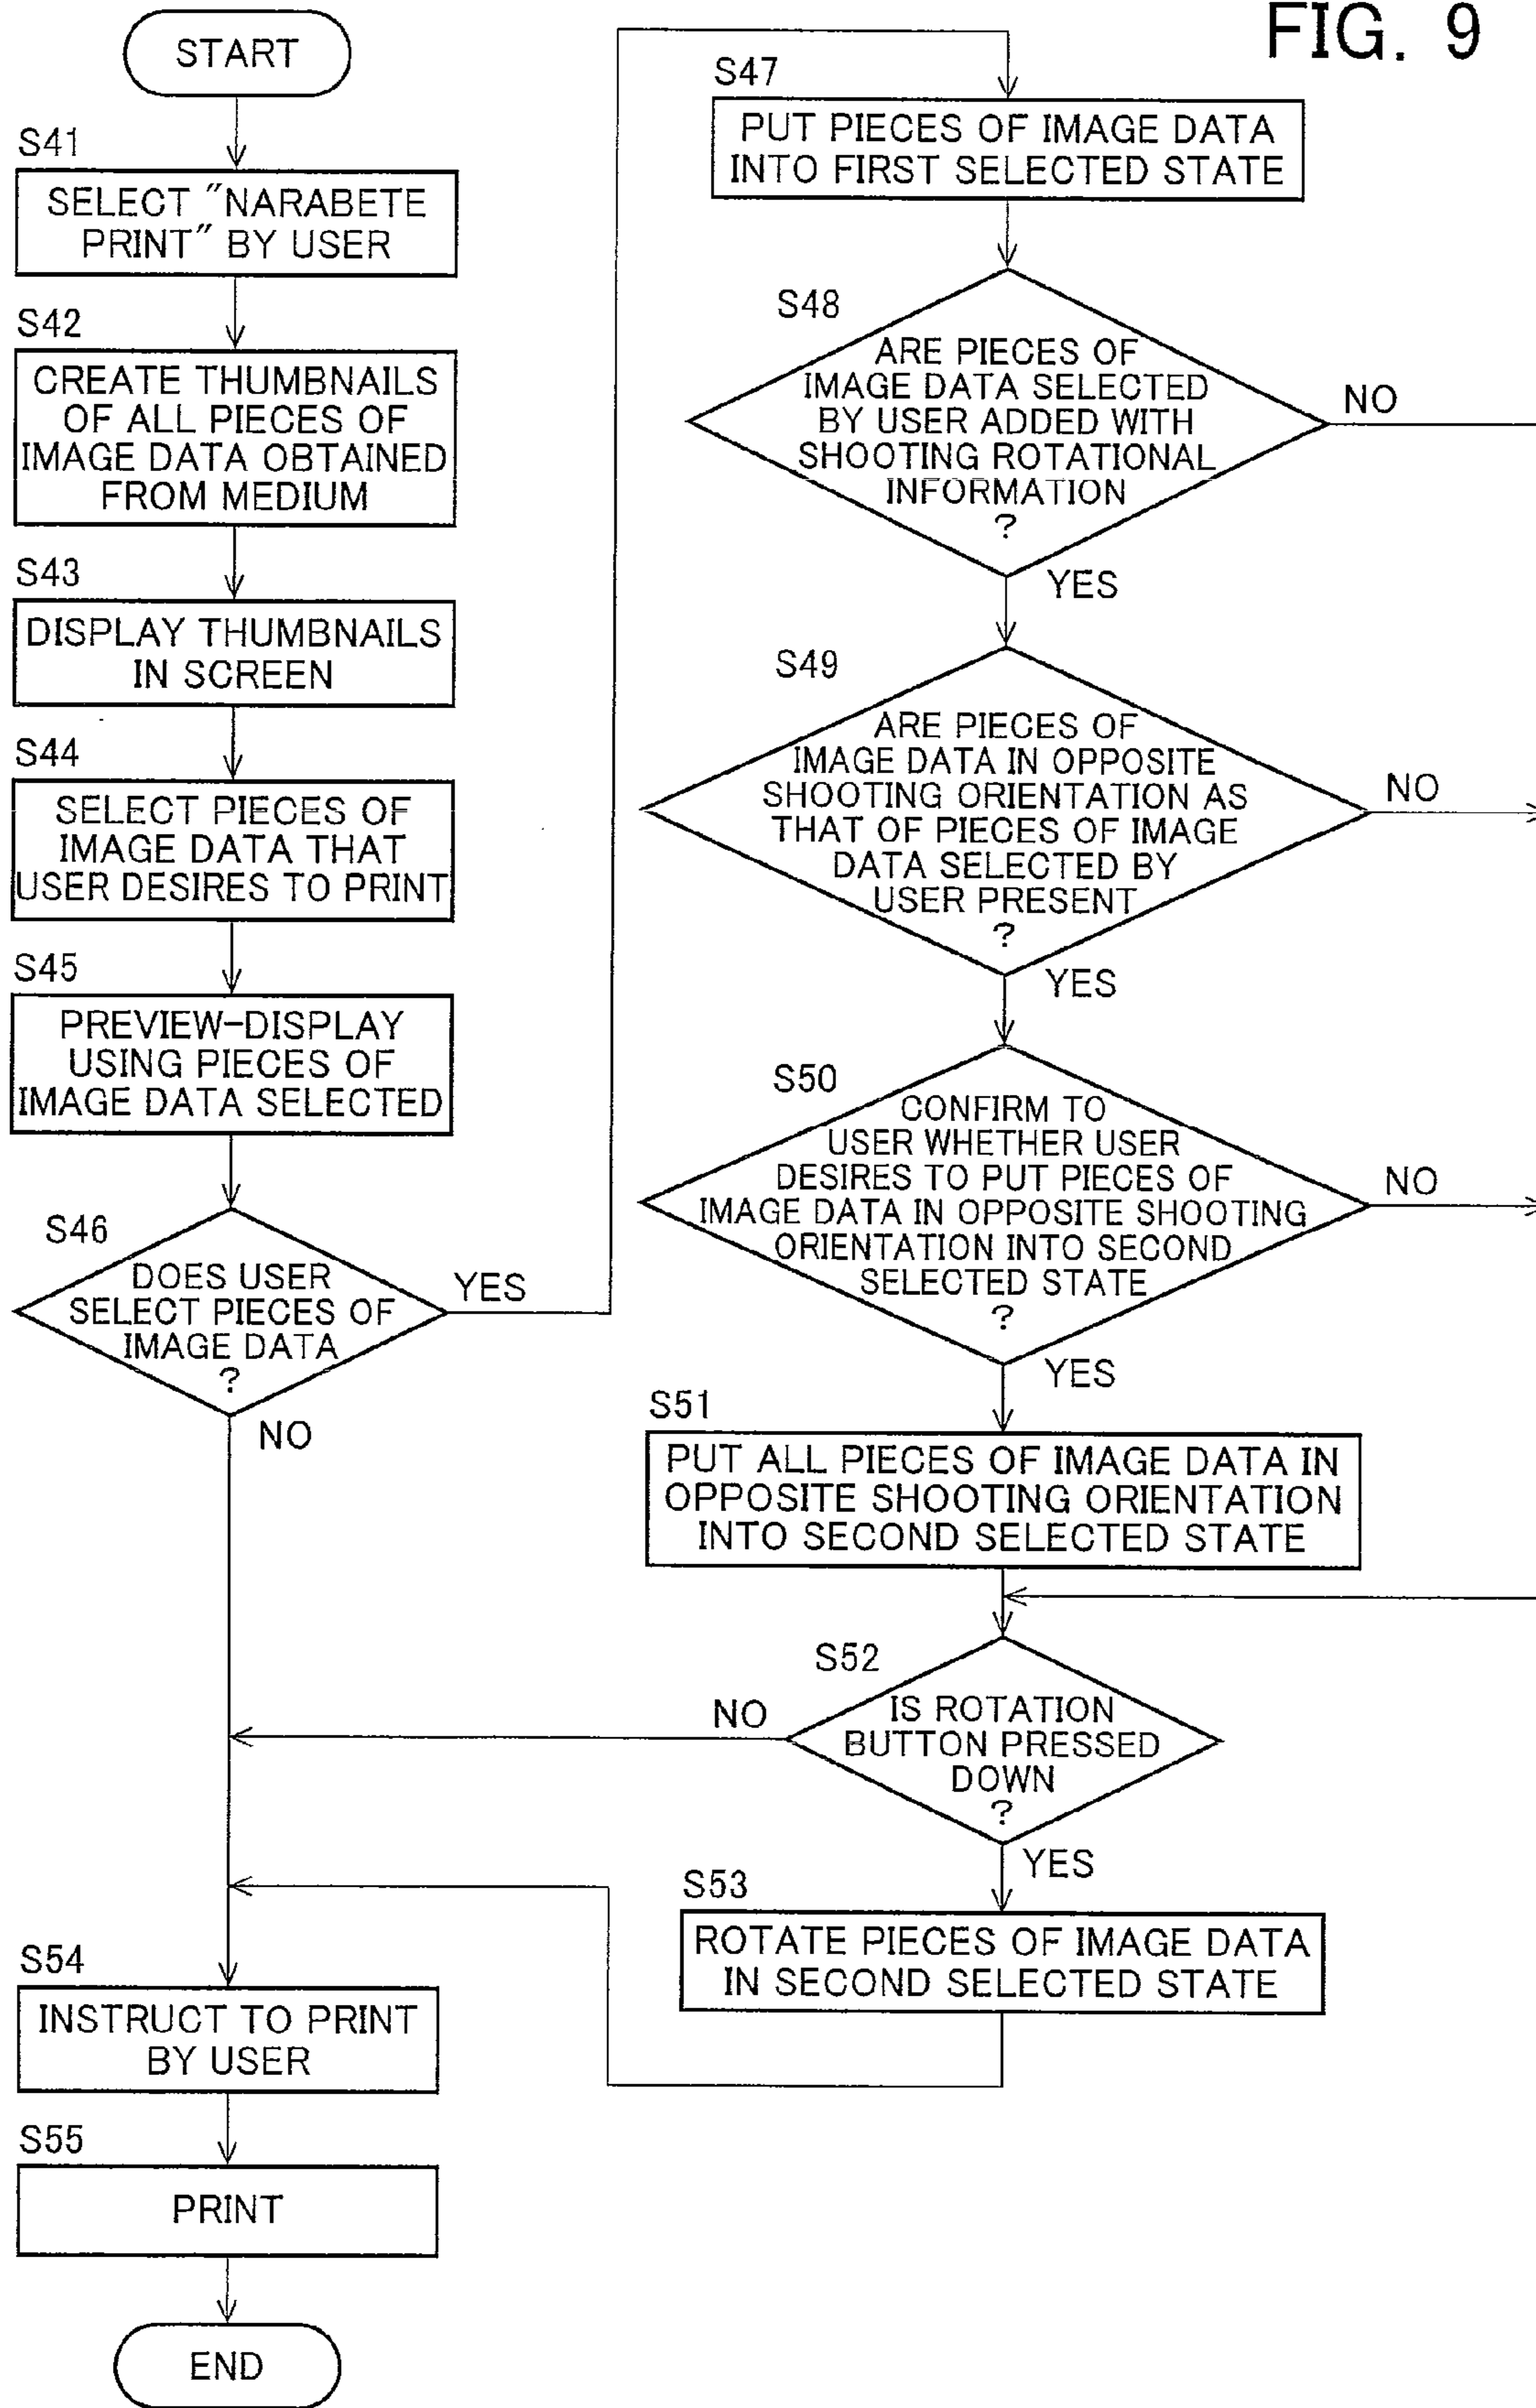 FIG. 9
START
S41
SELECT "NARABETE
PRINT" BY USER
S42
CREATE THUMBNAILS
OF ALL PIECES OF
IMAGE DATA OBTAINED
FROM MEDIUM
S43
DISPLAY THUMBNAILS
IN SCREEN
S44
SELECT PIECES OF
IMAGE DATA THAT
USER DESIRES TO PRINT
S45
PREVIEW-DISPLAY
USING PIECES OF
IMAGE DATA SELECTED
S46
DOES USER
SELECT PIECES OF
IMAGE DATA
?
YES
NO
S47
PUT PIECES OF IMAGE DATA
INTO FIRST SELECTED STATE
S48
ARE PIECES OF
IMAGE DATA SELECTED
BY USER ADDED WITH
SHOOTING ROTATIONAL
INFORMATION
?
NO
YES
S49
ARE PIECES OF
IMAGE DATA IN OPPOSITE
SHOOTING ORIENTATION AS
THAT OF PIECES OF IMAGE
DATA SELECTED BY
USER PRESENT
?
NO
YES
S50
CONFIRM TO
USER WHETHER USER
DESIRES TO PUT PIECES OF
IMAGE DATA IN OPPOSITE SHOOTING
ORIENTATION INTO SECOND
SELECTED STATE
?
NO
YES
S51
PUT ALL PIECES OF IMAGE DATA IN
OPPOSITE SHOOTING ORIENTATION
INTO SECOND SELECTED STATE
S52
IS ROTATION
BUTTON PRESSED
DOWN
?
NO
YES
S53
ROTATE PIECES OF IMAGE DATA
IN SECOND SELECTED STATE
S54
INSTRUCT TO PRINT
BY USER
S55
PRINT
END